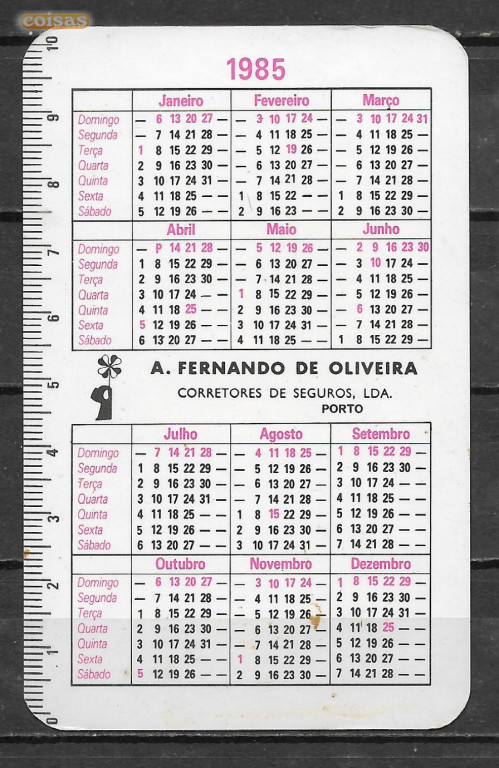 coisas
1985
Janeiro Fevereiro Março
Domingo — 6 13 20 27 — — 3 10 17 24 — 3 10 17 24 31
Segunda — 7 14 21 28 — — 4 11 18 25 — 4 11 18 25 —
Terça 1 8 15 22 29 — — 5 12 19 26 — 5 12 19 26 —
Quarta 2 9 16 23 30 — — 6 13 20 27 — 6 13 20 27 —
Quinta 3 10 17 24 31 — — 7 14 21 28 — 7 14 21 28 —
Sexta 4 11 18 25 — — 1 8 15 22 — 1 8 15 22 29 —
Sábado 5 12 19 26 — — 2 9 16 23 — 2 9 16 23 30 —
Abril Maio Junho
Domingo — P 14 21 28 — 5 12 19 26 — 2 9 16 23 30
Segunda 1 8 15 22 29 — — 6 13 20 27 — 3 10 17 24 —
Terça 2 9 16 23 30 — — 7 14 21 28 — 4 11 18 25 —
Quarta 3 10 17 24 — — 1 8 15 22 29 — 5 12 19 26 —
Quinta 4 11 18 25 — — 2 9 16 23 30 — 6 13 20 27 —
Sexta 5 12 19 26 — — 3 10 17 24 31 — 7 14 21 28 —
Sábado 6 13 20 27 — — 4 11 18 25 — 1 8 15 22 29 —
A. FERNANDO DE OLIVEIRA
CORRETORES DE SEGUROS, LDA.
PORTO
Julho Agosto Setembro
Domingo — 7 14 21 28 — — 4 11 18 25 — 1 8 15 22 29 —
Segunda 1 8 15 22 29 — — 5 12 19 26 — 2 9 16 23 30 —
Terça 2 9 16 23 30 — — 6 13 20 27 — 3 10 17 24 — —
Quarta 3 10 17 24 31 — — 7 14 21 28 — 4 11 18 25 — —
Quinta 4 11 18 25 — — 1 8 15 22 29 — 5 12 19 26 — —
Sexta 5 12 19 26 — — 2 9 16 23 30 — 6 13 20 27 — —
Sábado 6 13 20 27 — — 3 10 17 24 31 — 7 14 21 28 — —
Outubro Novembro Dezembro
Domingo — 6 13 20 27 — — 3 10 17 24 — 1 8 15 22 29 —
Segunda — 7 14 21 28 — — 4 11 18 25 — 2 9 16 23 30 —
Terça 1 8 15 22 29 — — 5 12 19 26 — 3 10 17 24 31 —
Quarta 2 9 16 23 30 — — 6 13 20 27 — 4 11 18 25 — —
Quinta 3 10 17 24 31 — — 7 14 21 28 — 5 12 19 26 — —
Sexta 4 11 18 25 — — 1 8 15 22 29 — 6 13 20 27 — —
Sábado 5 12 19 26 — — 2 9 16 23 30 — 7 14 21 28 — —
10
9
8
7
6
5
4
3
2
1
0